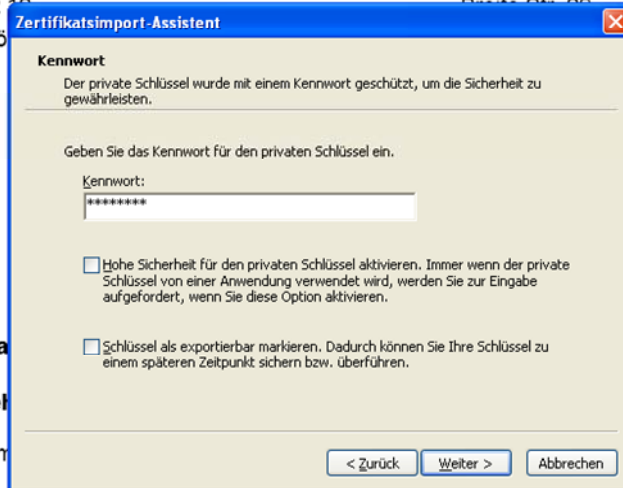 Zertifikatsimport-Assistent
Kennwort
Der private Schlüssel wurde mit einem Kennwort geschützt, um die Sicherheit zu
gewährleisten.
Geben Sie das Kennwort für den privaten Schlüssel ein.
Kennwort:
********
Hohe Sicherheit für den privaten Schlüssel aktivieren. Immer wenn der private
Schlüssel von einer Anwendung verwendet wird, werden Sie zur Eingabe
aufgefordert, wenn Sie diese Option aktivieren.
Schlüssel als exportierbar markieren. Dadurch können Sie Ihre Schlüssel zu
einem späteren Zeitpunkt sichern bzw. überführen.
< Zurück
Weiter >
Abbrechen